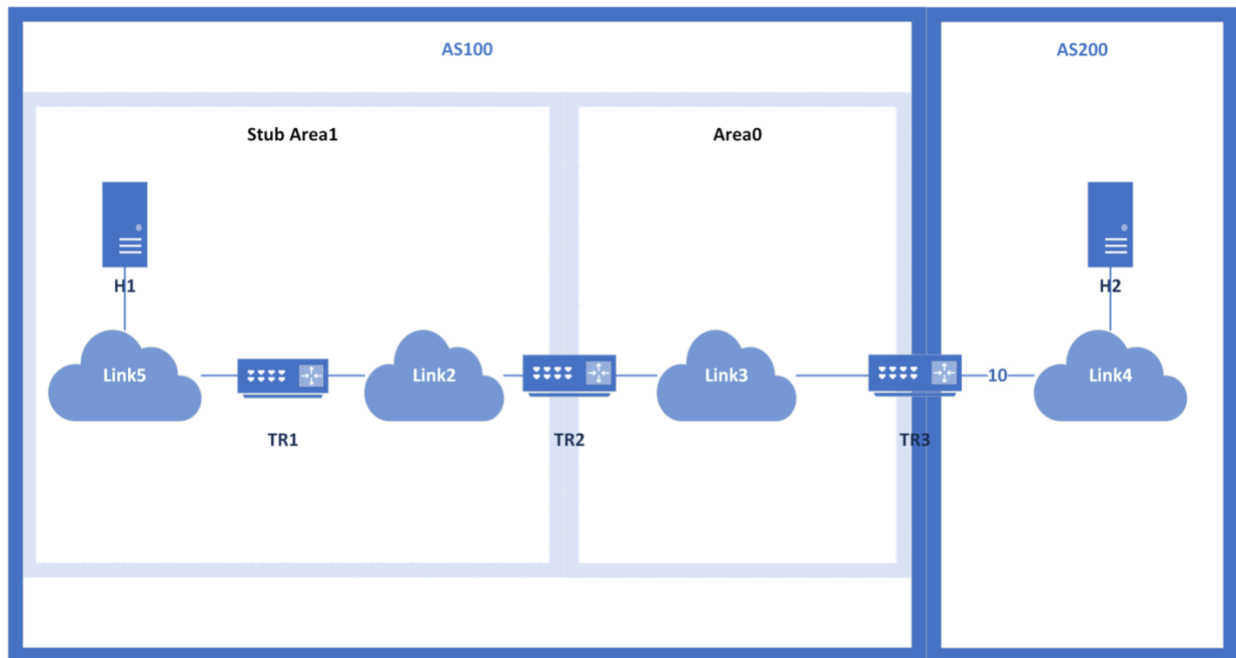 AS100
AS200
Stub Area1
Area0
H1
H2
Link5
Link2
Link3
10
Link4
TR1
TR2
TR3